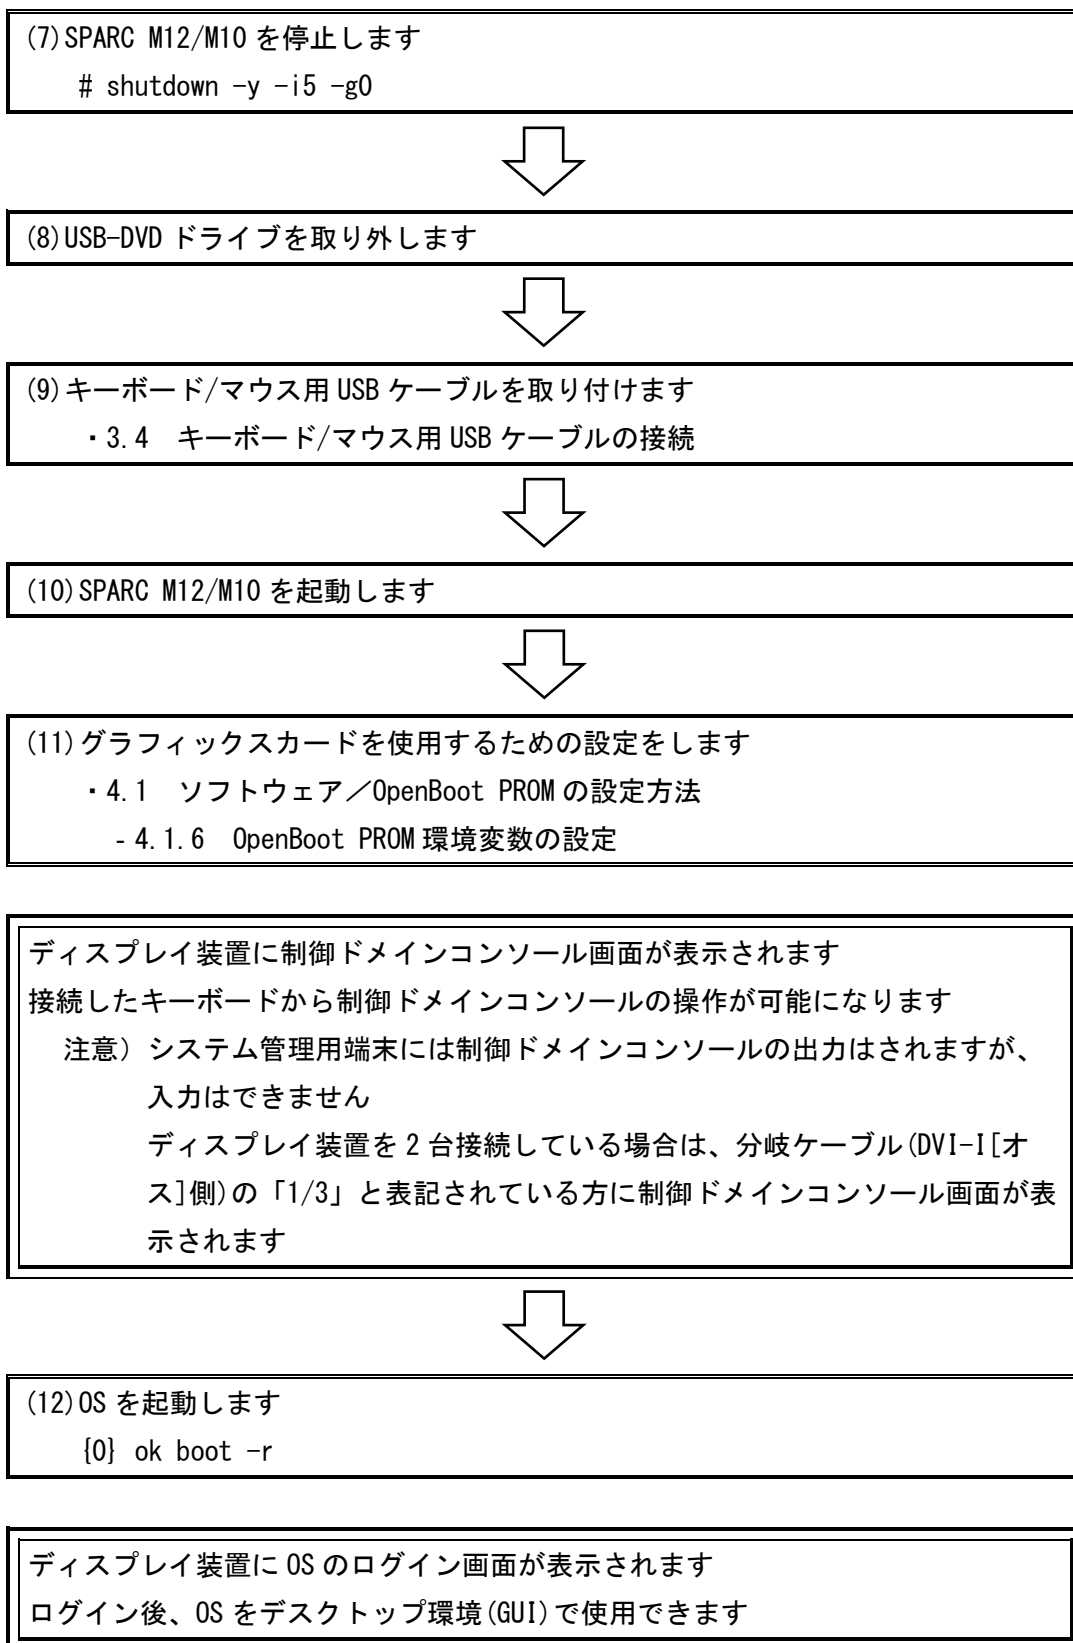 (7)SPARC M12/M10 を停止します
# shutdown -y -i5 -g0
(8)USB-DVD ドライブを取り外します
(9)キーボード/マウス用 USB ケーブルを取り付けます
・3.4　キーボード/マウス用 USB ケーブルの接続
(10)SPARC M12/M10 を起動します
(11)グラフィックスカードを使用するための設定をします
・4.1　ソフトウェア／OpenBoot PROM の設定方法
- 4.1.6　OpenBoot PROM 環境変数の設定
ディスプレイ装置に制御ドメインコンソール画面が表示されます
接続したキーボードから制御ドメインコンソールの操作が可能になります
注意）システム管理用端末には制御ドメインコンソールの出力はされますが、
入力はできません
ディスプレイ装置を 2 台接続している場合は、分岐ケーブル(DVI-I[オ
ス]側)の「1/3」と表記されている方に制御ドメインコンソール画面が表
示されます
(12)OS を起動します
{0} ok boot -r
ディスプレイ装置に OS のログイン画面が表示されます
ログイン後、OS をデスクトップ環境(GUI)で使用できます